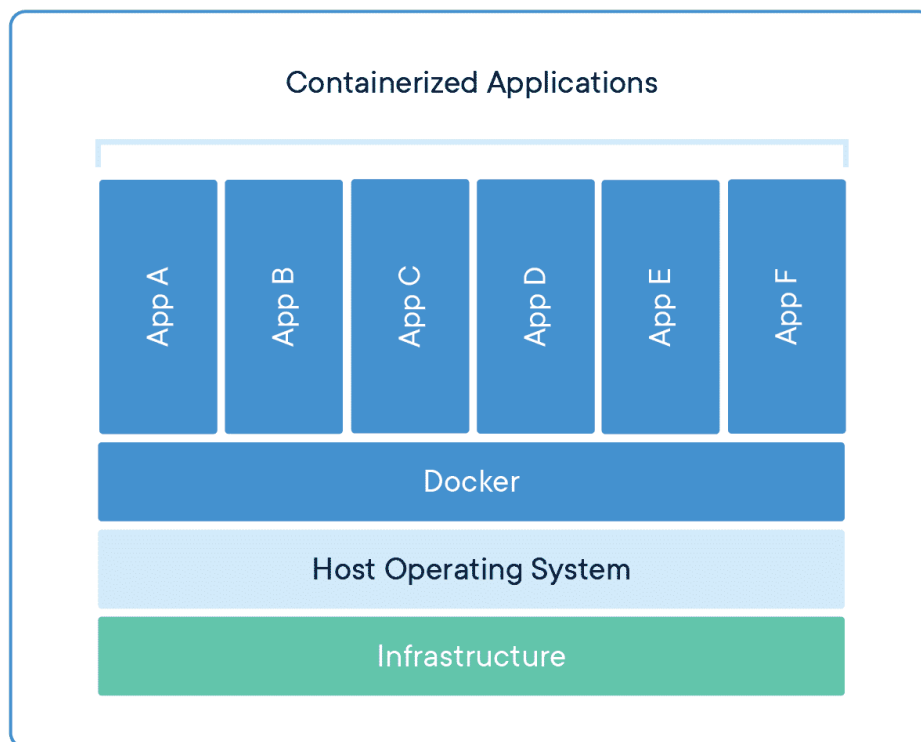 Containerized Applications
App A
App B
App C
App D
App E
App F
Docker
Host Operating System
Infrastructure